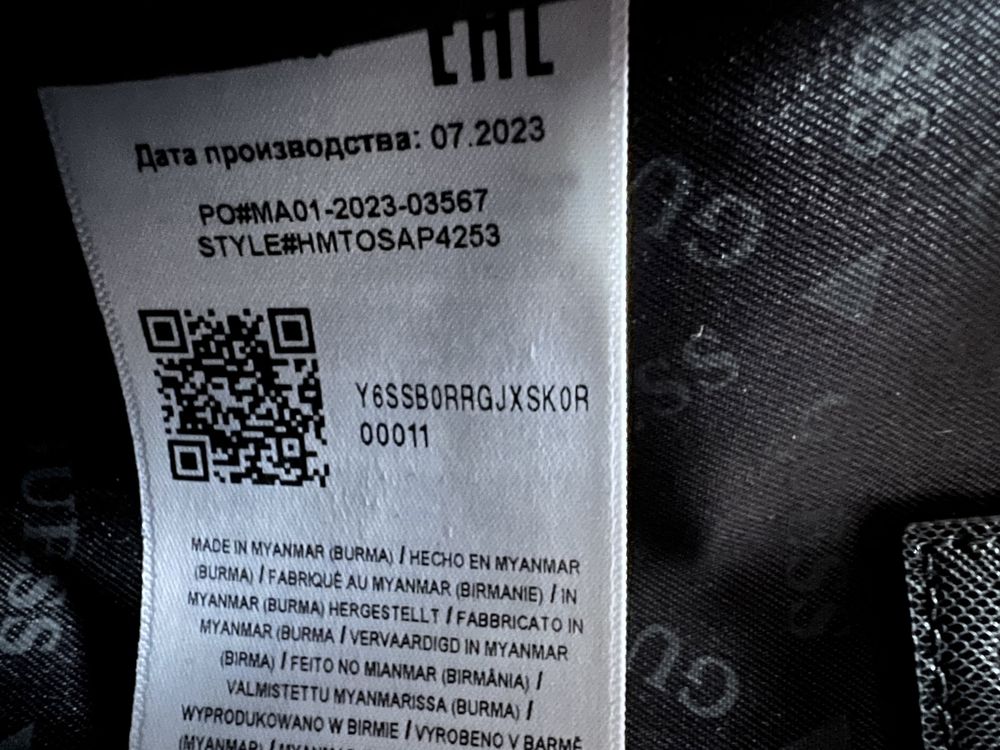 EAC
Дата производства: 07.2023
PO#MA01-2023-03567
STYLE#HMTOSAP4253
Y6SSB0RRGJXSK0R
00011
MADE IN MYANMAR (BURMA) / HECHO EN MYANMAR
(BURMA) / FABRIQUÉ AU MYANMAR (BIRMANIE) / IN
MYANMAR (BURMA) HERGESTELLT / FABBRICATO IN
MYANMAR (BURMA / VERVAARDIGD IN MYANMAR
(BIRMA) / FEITO NO MIANMAR (BIRMÂNIA) /
VALMISTETTU MYANMARISSA (BURMA) /
WYPRODUKOWANO W BIRMIE / VYROBENO V BARMĚ
(MYANMAR) /